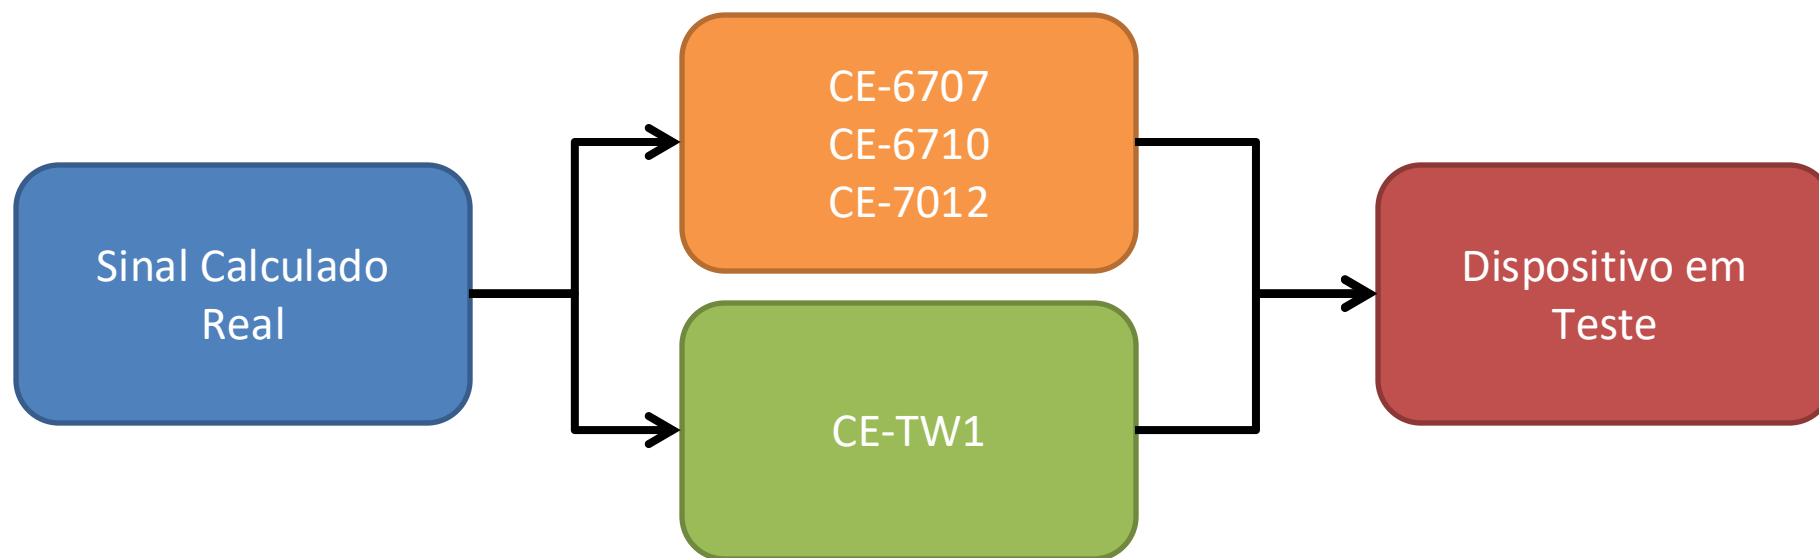 Sinal Calculado
Real
CE-6707
CE-6710
CE-7012
CE-TW1
Dispositivo em
Teste